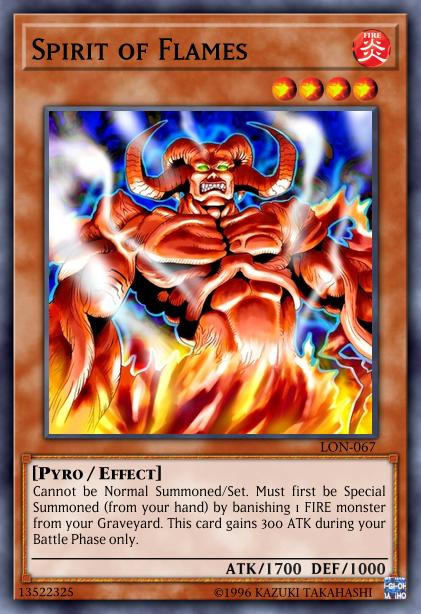 Spirit of Flames
FIRE
炎
LON-067
[Pyro / Effect]
Cannot be Normal Summoned/Set. Must first be Special
Summoned (from your hand) by banishing 1 FIRE monster
from your Graveyard. This card gains 300 ATK during your
Battle Phase only.
ATK/1700 DEF/1000
13522325
©1996 KAZUKI TAKAHASHI